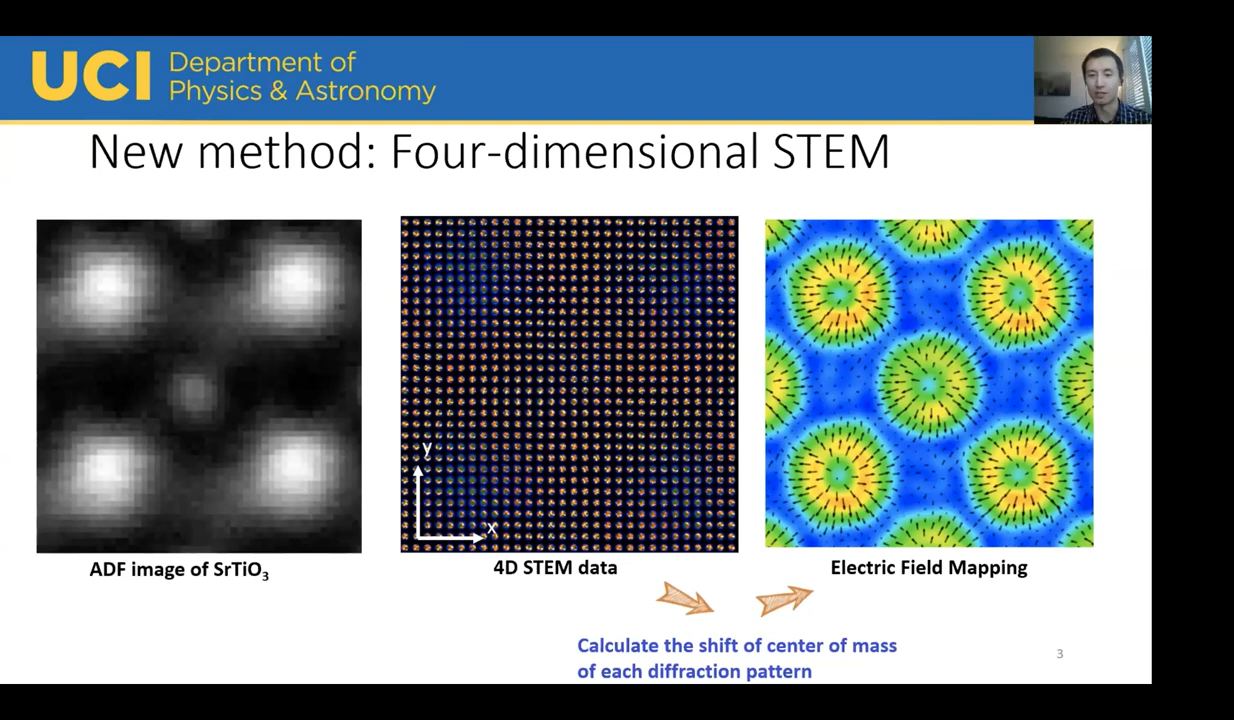 UCI
Department of
Physics & Astronomy
New method: Four-dimensional STEM
y
x
ADF image of SrTiO₃
4D STEM data
Electric Field Mapping
Calculate the shift of center of mass
of each diffraction pattern
3